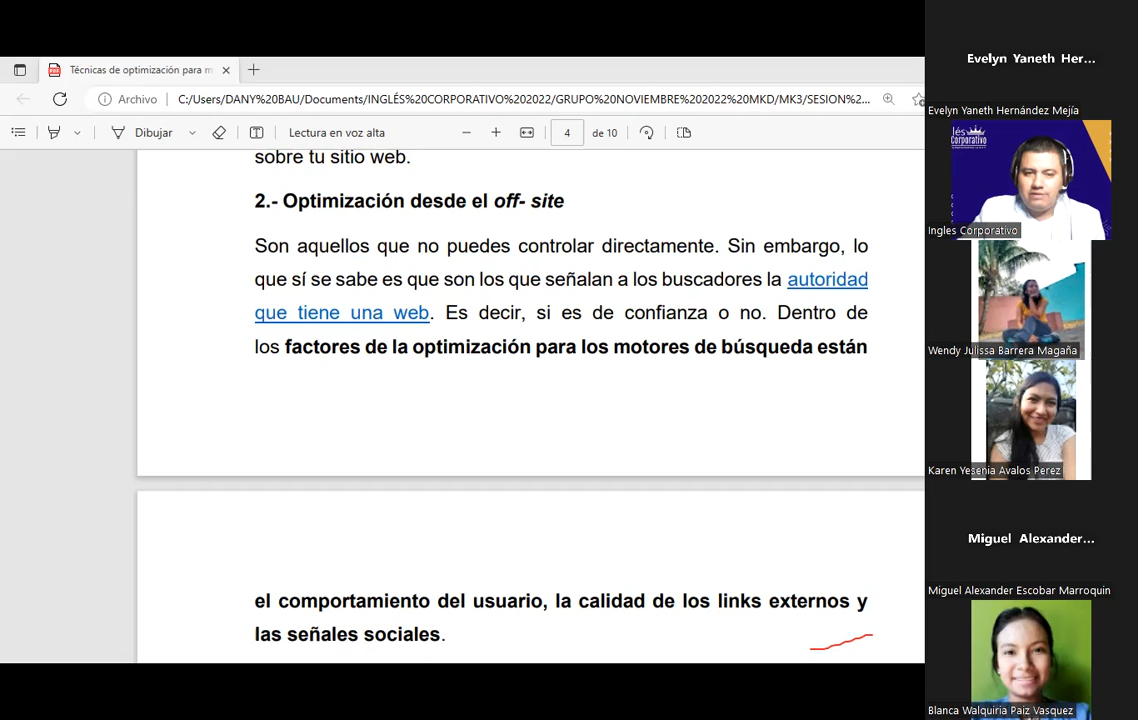 Técnicas de optimización para m
Archivo
C:/Users/DANY%20BAU/Documents/INGLÉS%20CORPORATIVO%202022/GRUPO%20NOVIEMBRE%202022%20MKD/MK3/SESION%2...
Dibujar
Lectura en voz alta
4
de 10
sobre tu sitio web.
2.- Optimización desde el off- site
Son aquellos que no puedes controlar directamente. Sin embargo, lo
que sí se sabe es que son los que señalan a los buscadores la autoridad
que tiene una web. Es decir, si es de confianza o no. Dentro de
los factores de la optimización para los motores de búsqueda están
el comportamiento del usuario, la calidad de los links externos y
las señales sociales.
Evelyn Yaneth Her...
Evelyn Yaneth Hernández Mejía
lés
Corporativo
Ingles Corporativo
Wendy Julissa Barrera Magaña
Karen Yesenia Avalos Perez
Miguel Alexander...
Miguel Alexander Escobar Marroquin
Blanca Walquiria Paiz Vasquez